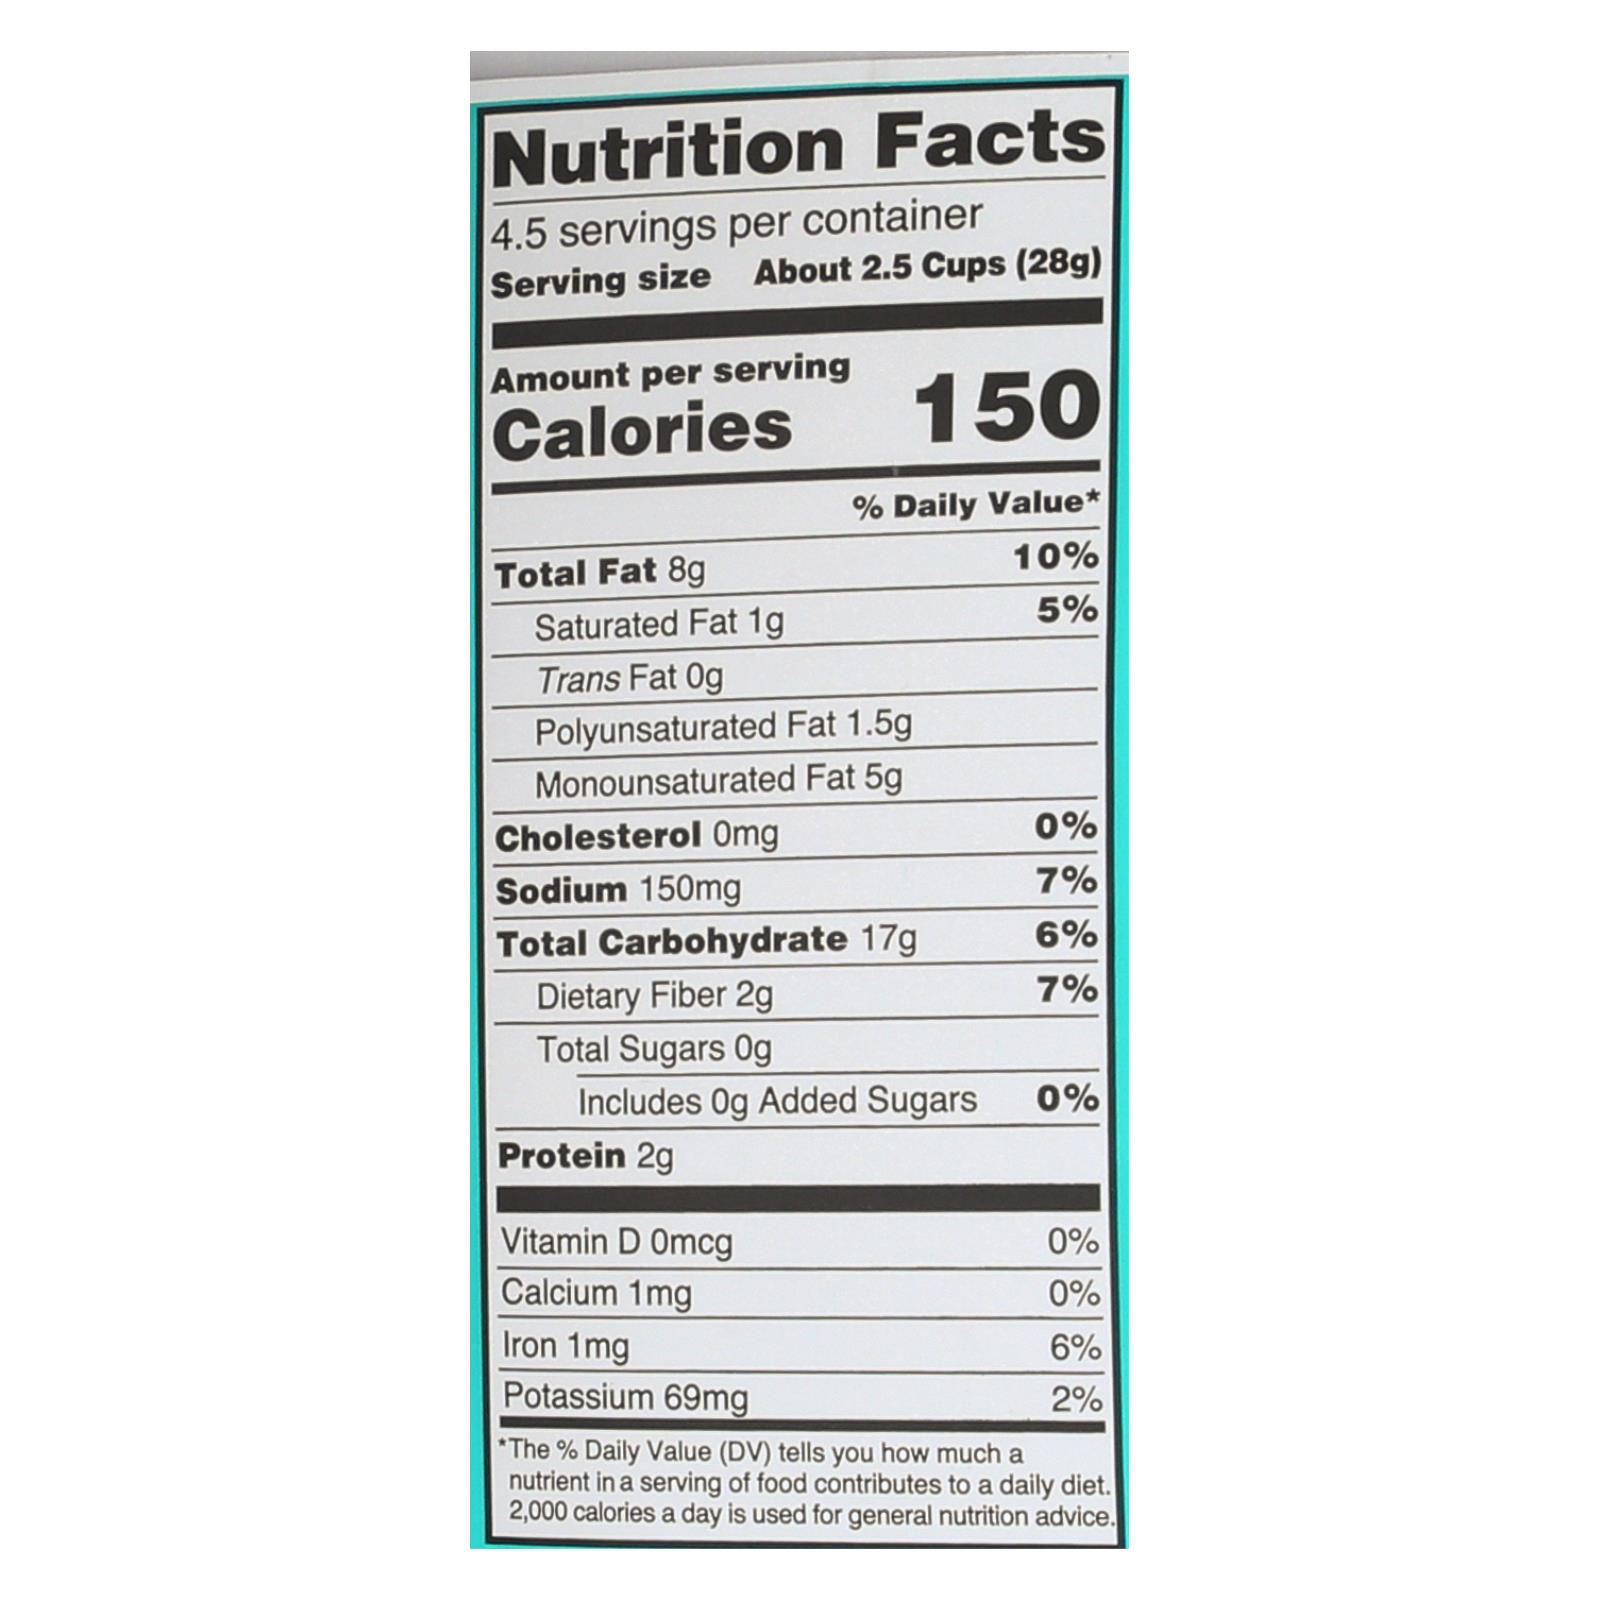 Nutrition Facts
4.5 servings per container
Serving size About 2.5 Cups (28g)
Amount per serving
Calories 150
% Daily Value*
Total Fat 8g 10%
Saturated Fat 1g 5%
Trans Fat 0g
Polyunsaturated Fat 1.5g
Monounsaturated Fat 5g
Cholesterol 0mg 0%
Sodium 150mg 7%
Total Carbohydrate 17g 6%
Dietary Fiber 2g 7%
Total Sugars 0g
Includes 0g Added Sugars 0%
Protein 2g
Vitamin D 0mcg 0%
Calcium 1mg 0%
Iron 1mg 6%
Potassium 69mg 2%
*The % Daily Value (DV) tells you how much a
nutrient in a serving of food contributes to a daily diet.
2,000 calories a day is used for general nutrition advice.